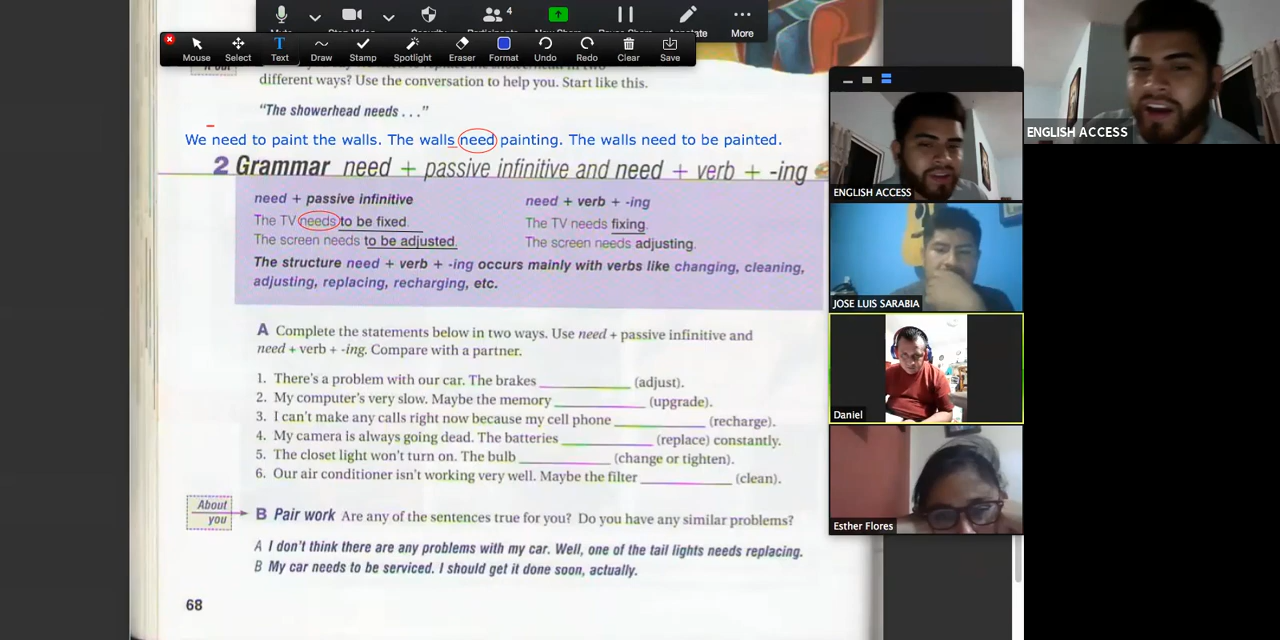 4
Security
More
Mouse Select Text Draw Stamp Spotlight Eraser Format Undo Redo Clear Save
different ways? Use the conversation to help you. Start like this.
"The showerhead needs . . ."
We need to paint the walls. The walls need painting. The walls need to be painted.
2 Grammar need + passive infinitive and need + verb + -ing
need + passive infinitive
The TV needs to be fixed.
The screen needs to be adjusted.
need + verb + -ing
The TV needs fixing.
The screen needs adjusting.
The structure need + verb + -ing occurs mainly with verbs like changing, cleaning,
adjusting, replacing, recharging, etc.
A Complete the statements below in two ways. Use need + passive infinitive and
need + verb + -ing. Compare with a partner.
1. There's a problem with our car. The brakes __________ (adjust).
2. My computer's very slow. Maybe the memory __________ (upgrade).
3. I can't make any calls right now because my cell phone __________ (recharge).
4. My camera is always going dead. The batteries __________ (replace) constantly.
5. The closet light won't turn on. The bulb __________ (change or tighten).
6. Our air conditioner isn't working very well. Maybe the filter __________ (clean).
About
you
B Pair work Are any of the sentences true for you? Do you have any similar problems?
A I don't think there are any problems with my car. Well, one of the tail lights needs replacing.
B My car needs to be serviced. I should get it done soon, actually.
68
ENGLISH ACCESS
ENGLISH ACCESS
JOSE LUIS SARABIA
Daniel
Esther Flores